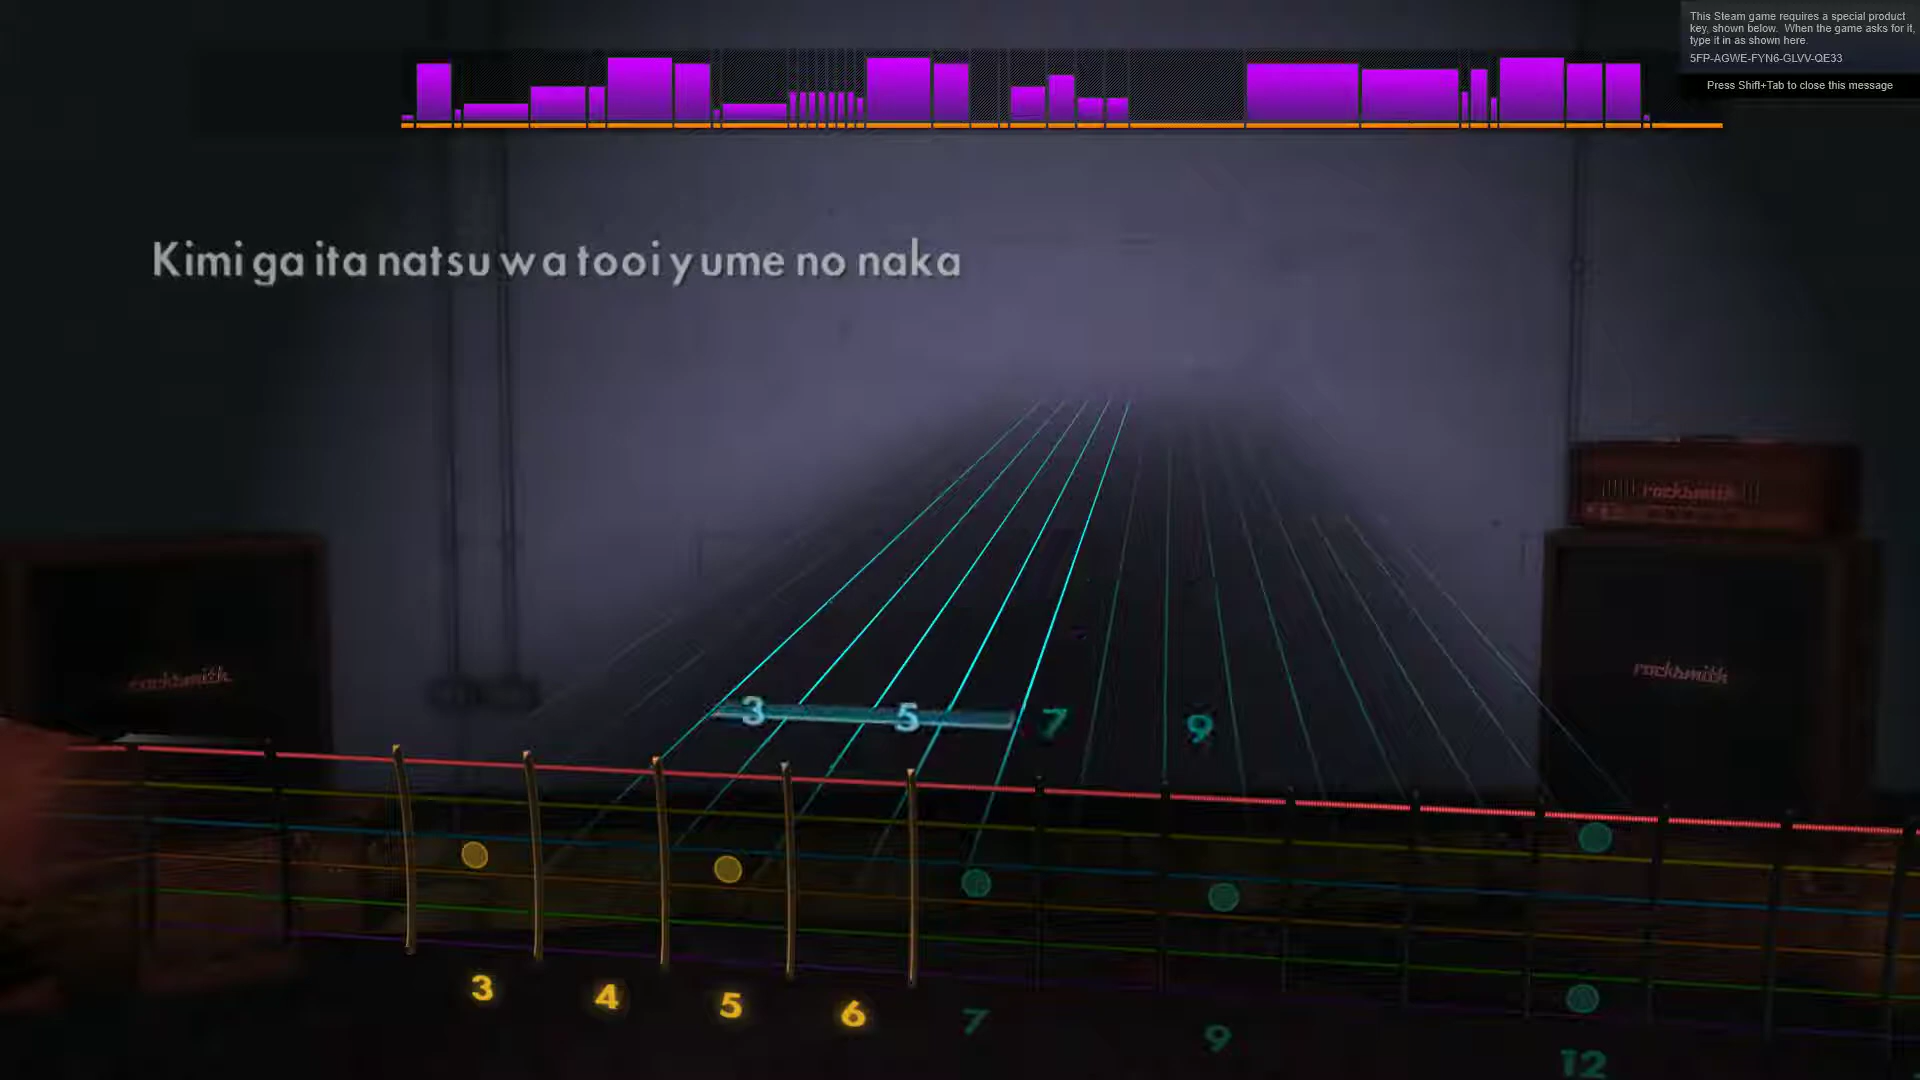 This Steam game requires a special product
key, shown below. When the game asks for it,
type it in as shown here.
5FP-AGWE-FYN6-GLVV-QE33
Press Shift+Tab to close this message
Kimi ga ita natsu wa tooi yume no naka
rocksmith
rocksmith
rocksmith
3 5 7 9
3 4 5 6 7 9 12